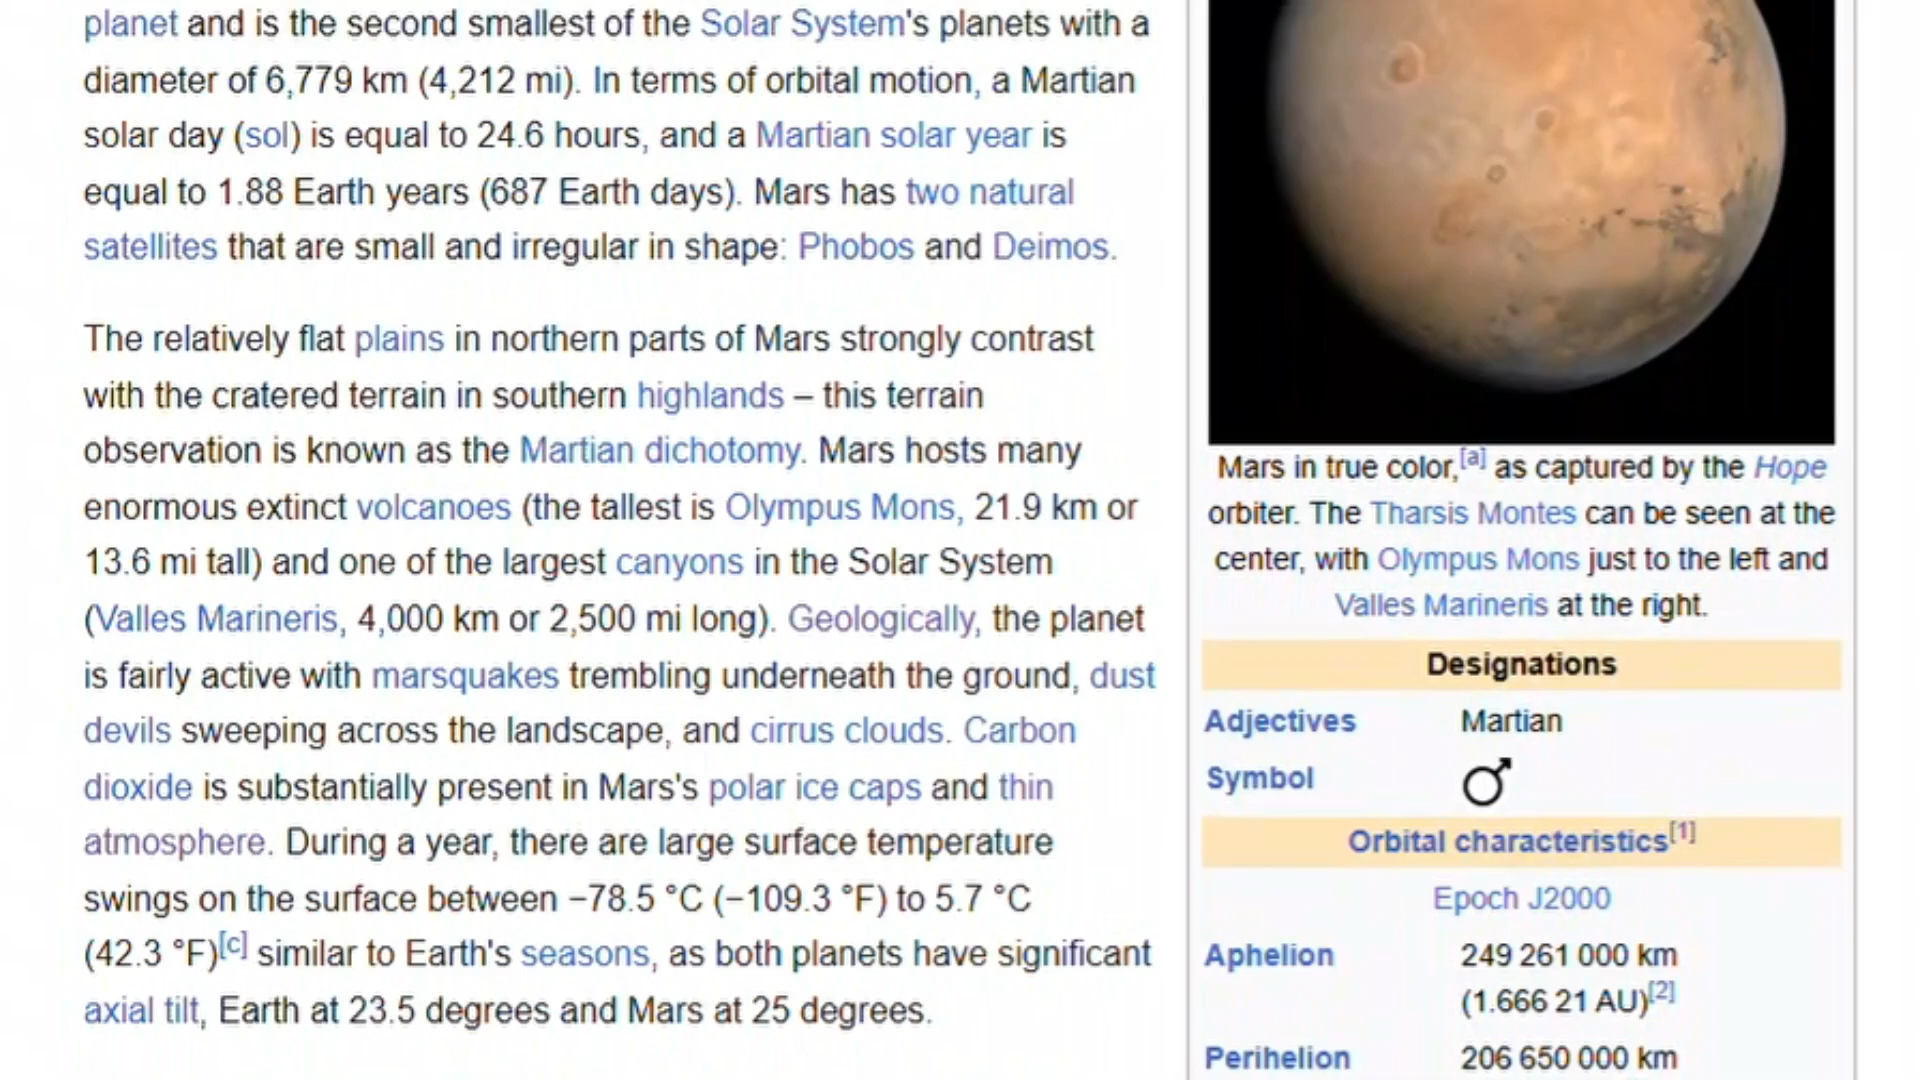 planet and is the second smallest of the Solar System's planets with a
diameter of 6,779 km (4,212 mi). In terms of orbital motion, a Martian
solar day (sol) is equal to 24.6 hours, and a Martian solar year is
equal to 1.88 Earth years (687 Earth days). Mars has two natural
satellites that are small and irregular in shape: Phobos and Deimos.
The relatively flat plains in northern parts of Mars strongly contrast
with the cratered terrain in southern highlands – this terrain
observation is known as the Martian dichotomy. Mars hosts many
enormous extinct volcanoes (the tallest is Olympus Mons, 21.9 km or
13.6 mi tall) and one of the largest canyons in the Solar System
(Valles Marineris, 4,000 km or 2,500 mi long). Geologically, the planet
is fairly active with marsquakes trembling underneath the ground, dust
devils sweeping across the landscape, and cirrus clouds. Carbon
dioxide is substantially present in Mars's polar ice caps and thin
atmosphere. During a year, there are large surface temperature
swings on the surface between −78.5 °C (−109.3 °F) to 5.7 °C
(42.3 °F)[c] similar to Earth's seasons, as both planets have significant
axial tilt, Earth at 23.5 degrees and Mars at 25 degrees.
Mars in true color,[a] as captured by the Hope
orbiter. The Tharsis Montes can be seen at the
center, with Olympus Mons just to the left and
Valles Marineris at the right.
Designations
Adjectives Martian
Symbol ♂
Orbital characteristics[1]
Epoch J2000
Aphelion 249 261 000 km
(1.666 21 AU)[2]
Perihelion 206 650 000 km